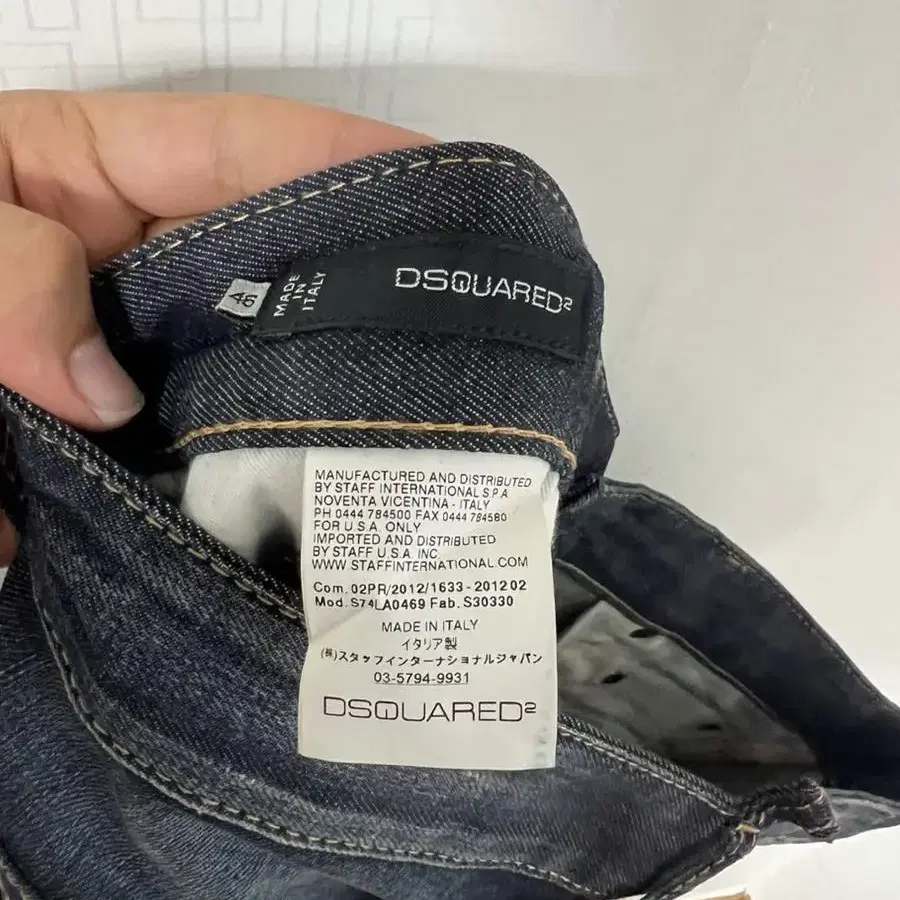 DSQUARED²
MADE
IN
ITALY
46
MANUFACTURED AND DISTRIBUTED
BY STAFF INTERNATIONAL S.P.A
NOVENTA VICENTINA - ITALY
PH 0444 784500 FAX 0444 784580
FOR U.S.A. ONLY
IMPORTED AND DISTRIBUTED
BY STAFF U.S.A. INC.
WWW.STAFFINTERNATIONAL.COM
Com. 02PR/2012/1633-201202
Mod. S74LA0469 Fab. S30330
MADE IN ITALY
イタリア製
(株)スタッフインターナショナルジャパン
03-5794-9931
DSQUARED²